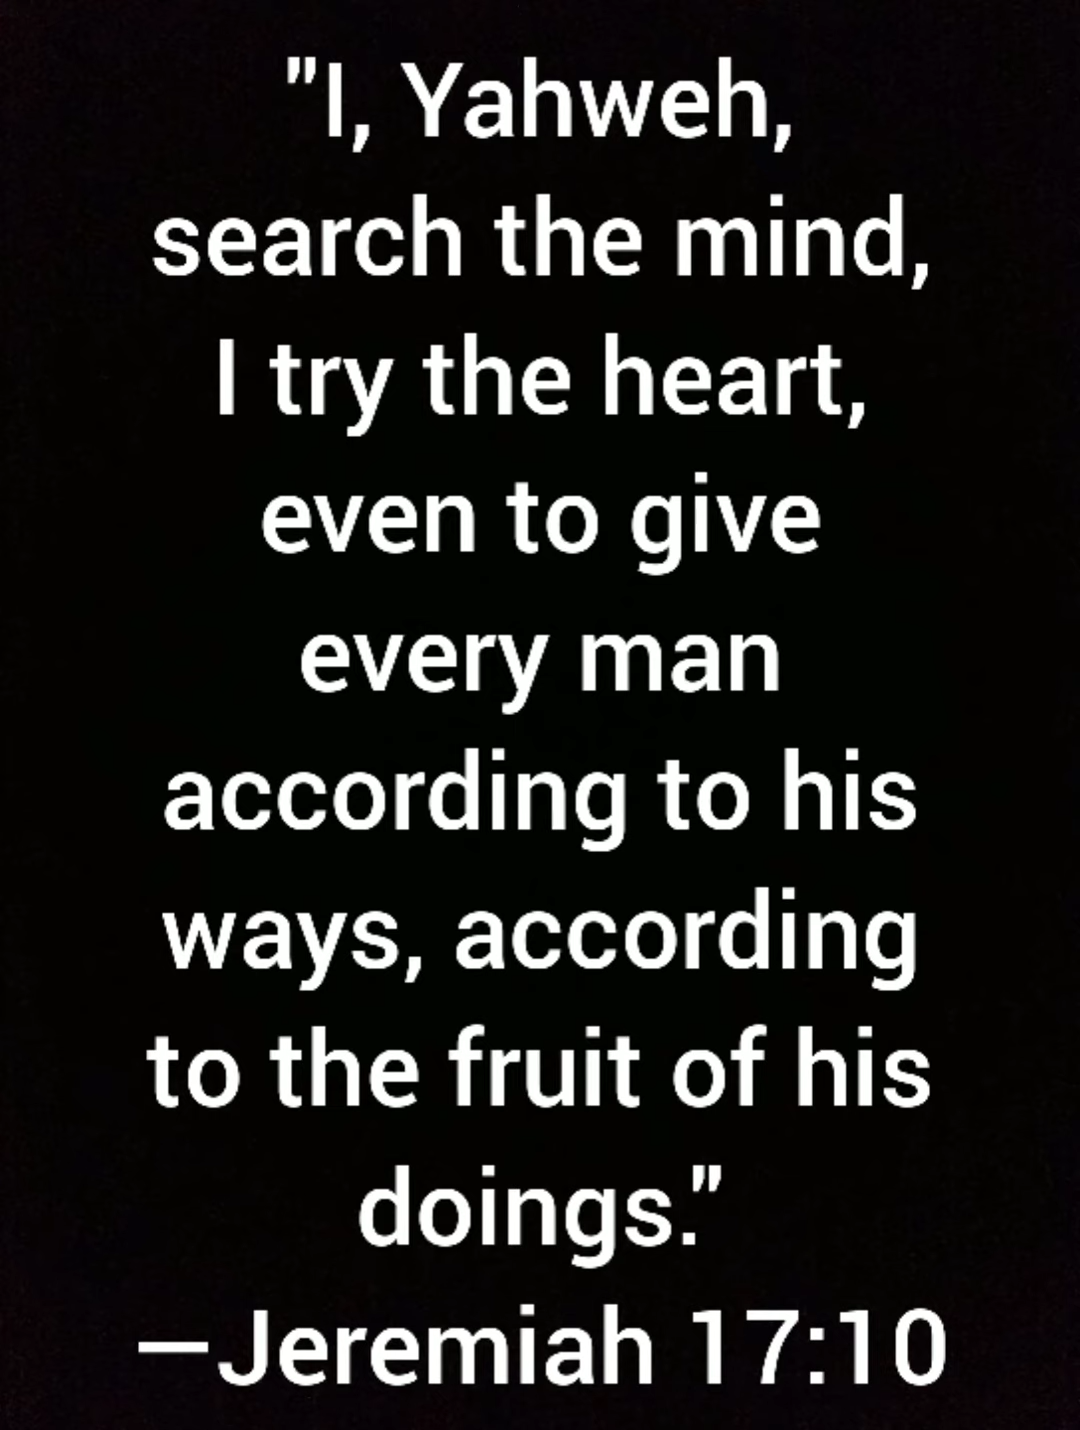 "I, Yahweh,
search the mind,
I try the heart,
even to give
every man
according to his
ways, according
to the fruit of his
doings."
—Jeremiah 17:10